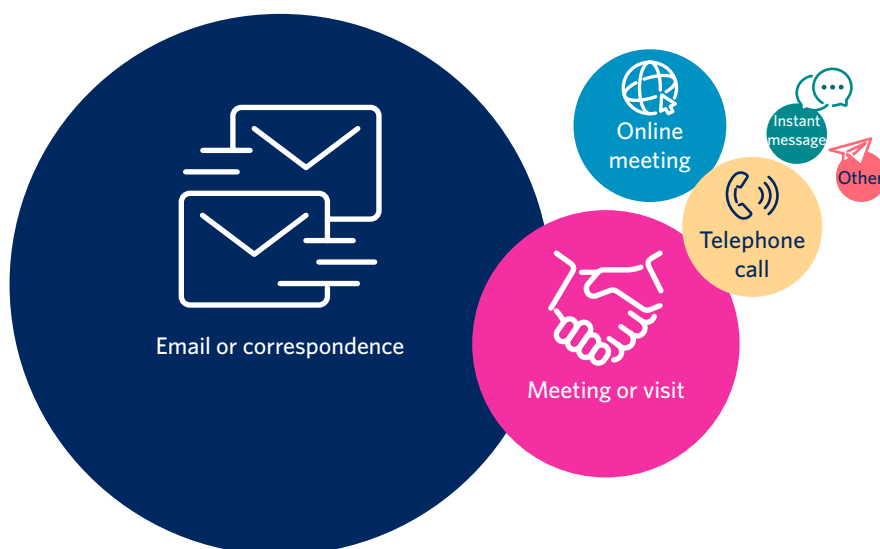 Email or correspondence
Meeting or visit
Online
meeting
Telephone
call
Instant
message
Other